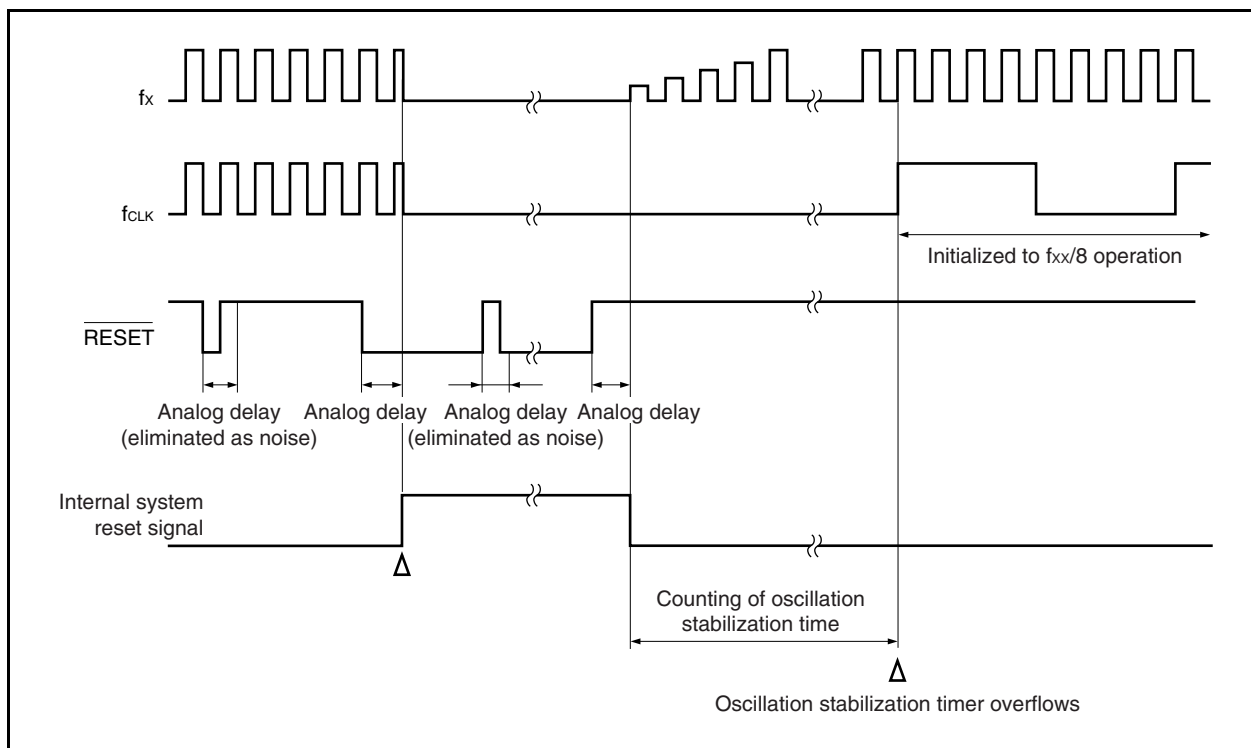 fX
fCLK
Initialized to fxx/8 operation
RESET
Analog delay
(eliminated as noise)
Analog delay
Analog delay
(eliminated as noise)
Analog delay
Internal system
reset signal
Counting of oscillation
stabilization time
Oscillation stabilization timer overflows